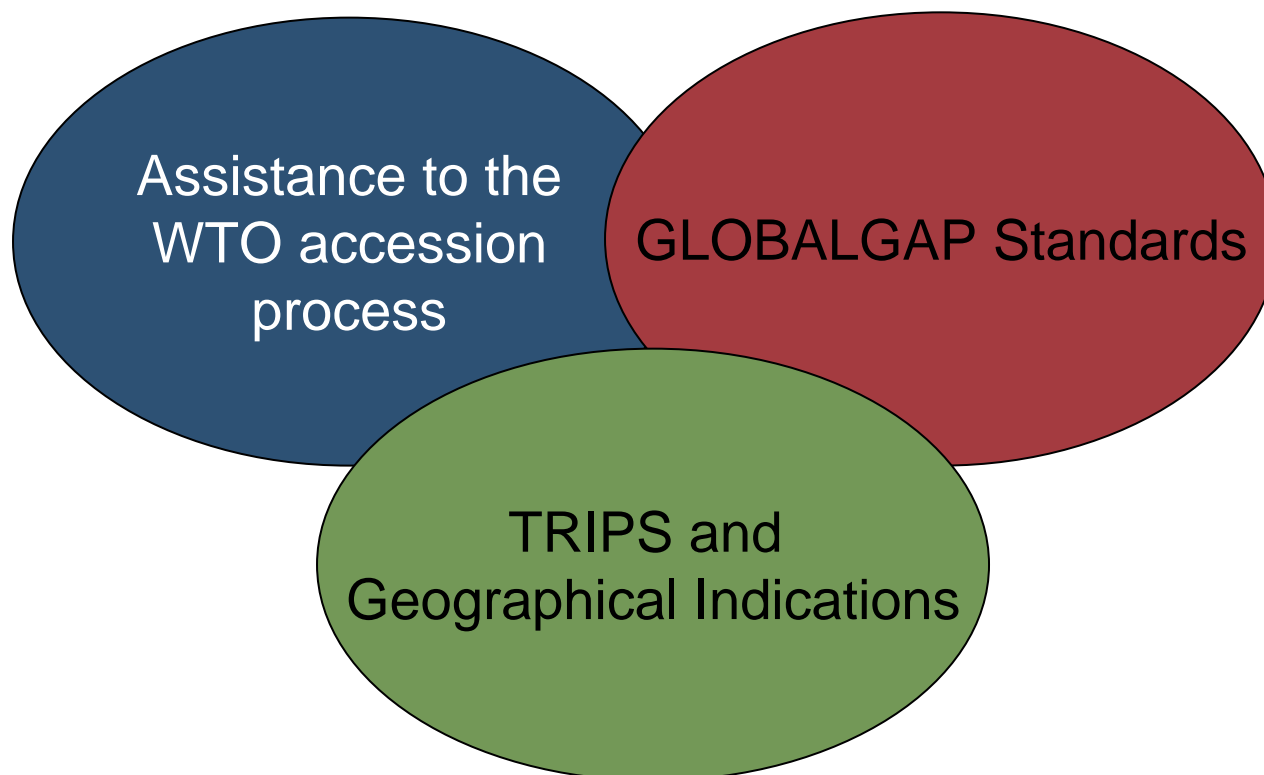 Assistance to the
WTO accession
process
GLOBALGAP Standards
TRIPS and
Geographical Indications